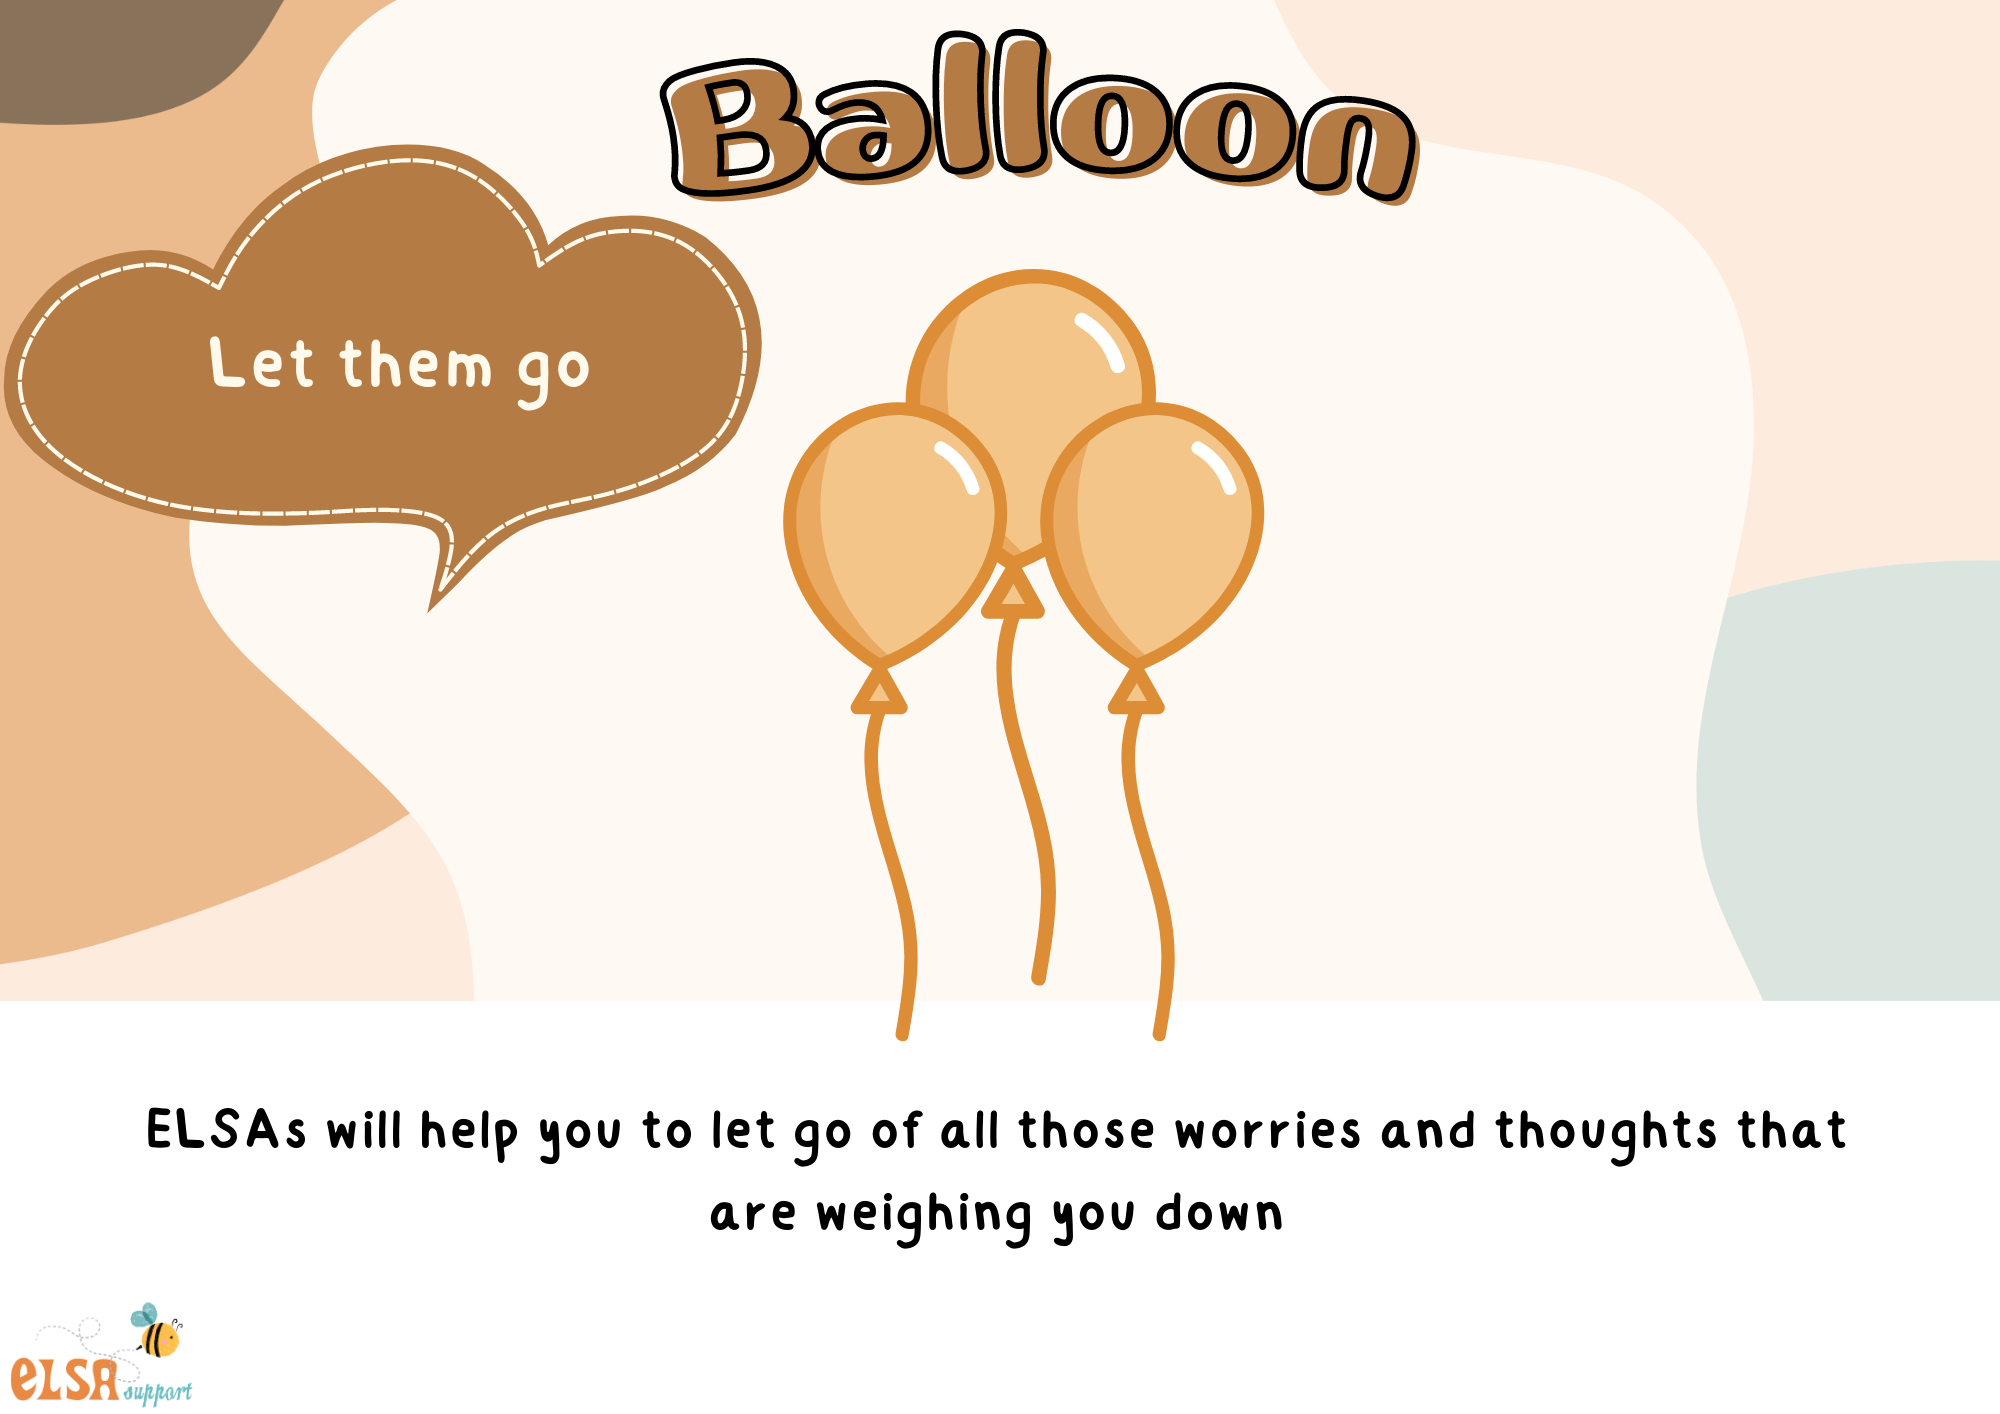 Balloon
Let them go
ELSAs will help you to let go of all those worries and thoughts that
are weighing you down
eLSA support